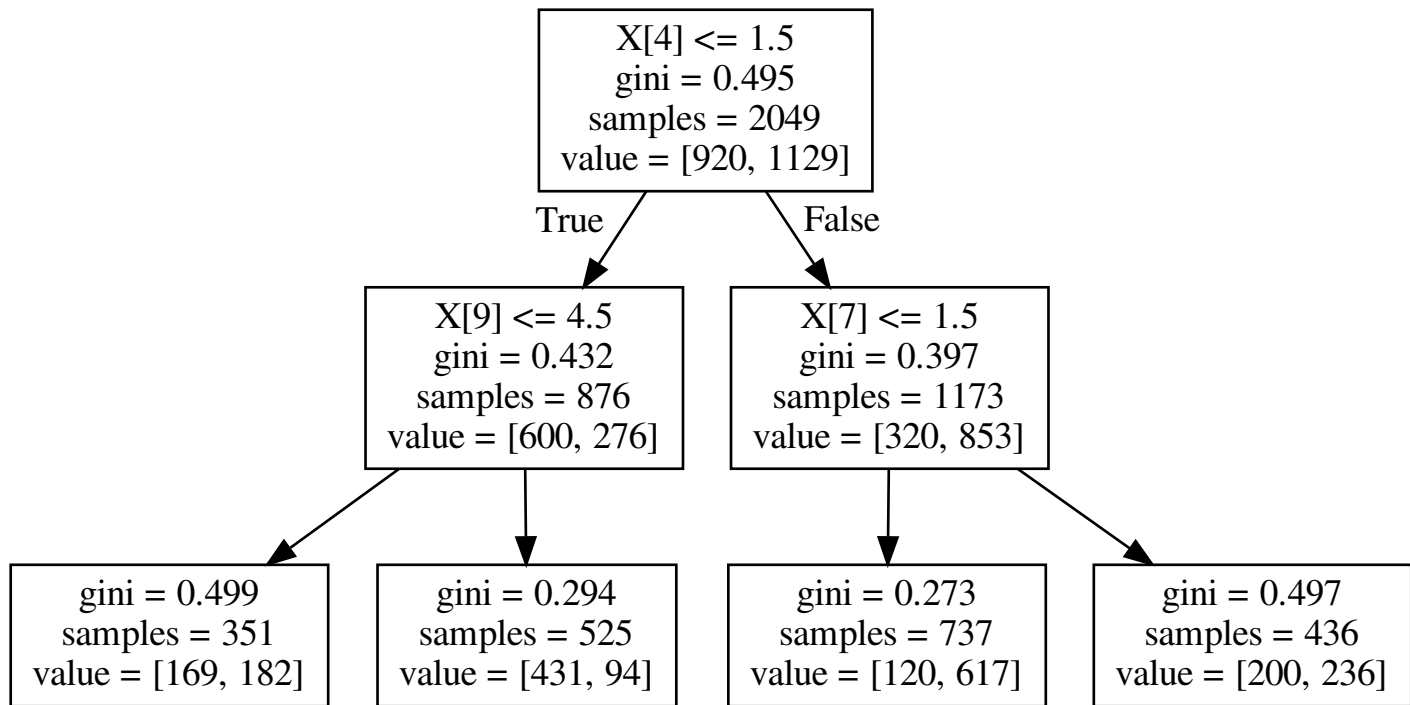 X[4] <= 1.5
gini = 0.495
samples = 2049
value = [920, 1129]
True
False
X[9] <= 4.5
gini = 0.432
samples = 876
value = [600, 276]
X[7] <= 1.5
gini = 0.397
samples = 1173
value = [320, 853]
gini = 0.499
samples = 351
value = [169, 182]
gini = 0.294
samples = 525
value = [431, 94]
gini = 0.273
samples = 737
value = [120, 617]
gini = 0.497
samples = 436
value = [200, 236]